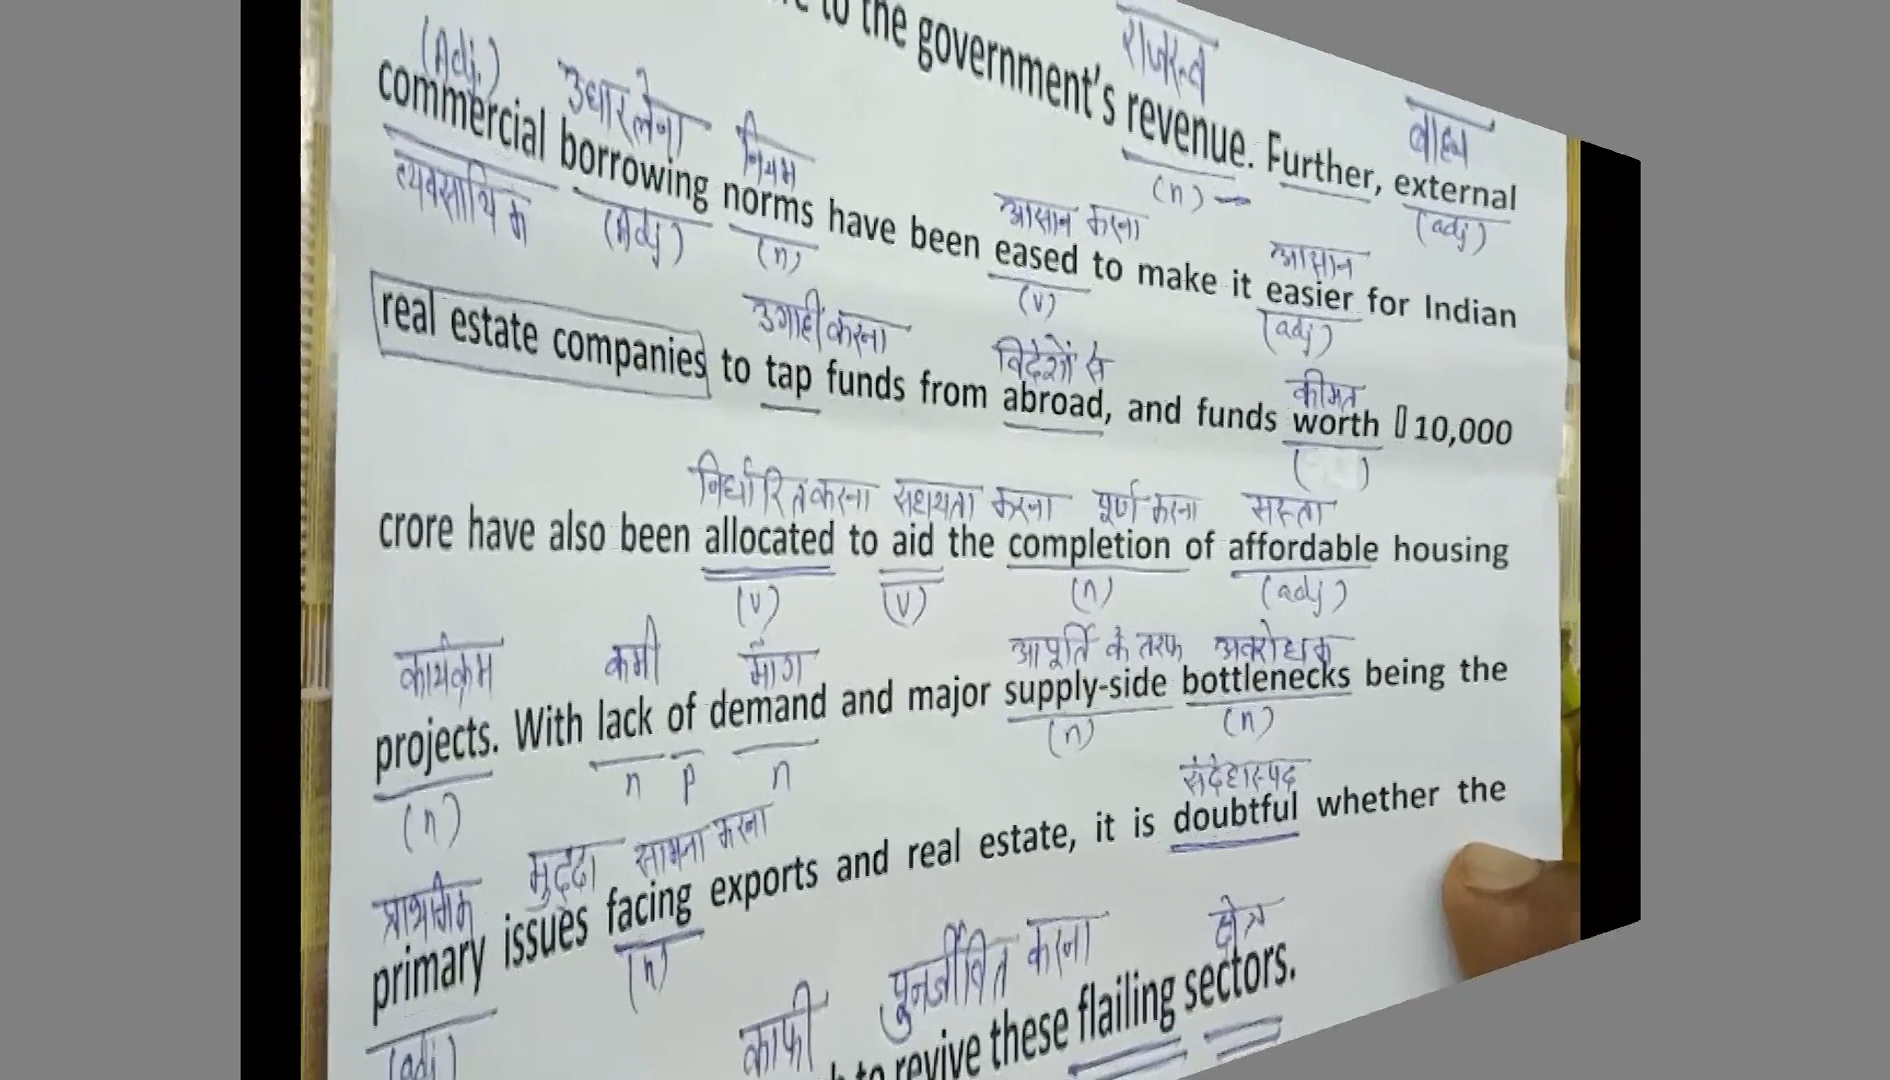 to the government's revenue. Further, external
राजस्व
बाह्य
(n) -
(adj)
(Adj.)
उधार लेना
नियम
commercial borrowing norms have been eased to make it easier for Indian
व्यवसायिक
(Adj)
(n)
आसान करना
(v)
आसान
(adj)
उगाही करना
विदेशों से
कीमत
real estate companies to tap funds from abroad, and funds worth 10,000
निर्धारित करना सहायता करना पूर्ण करना सस्ता
crore have also been allocated to aid the completion of affordable housing
(v) (v) (n) (adj)
कमी
माँग
आपूर्ति के तरफ अवरोधक
projects. With lack of demand and major supply-side bottlenecks being the
(n) n p n (n) (n)
मुद्दा सामना करना
संदेहास्पद
primary issues facing exports and real estate, it is doubtful whether the
(adj)
(n)
काफी पुनर्जीवित करना क्षेत्र
to revive these flailing sectors.